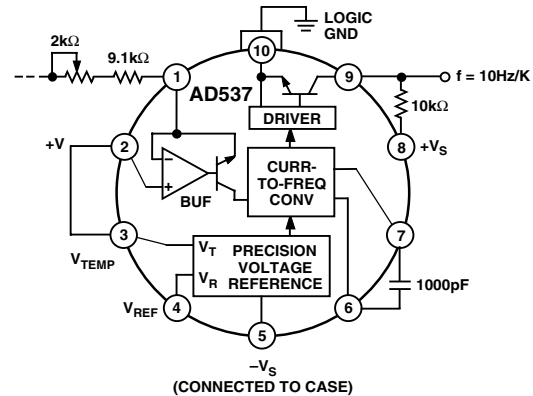 LOGIC
GND
2kΩ
9.1kΩ
10
1
AD537
9
f = 10Hz/K
10kΩ
DRIVER
+V
2
8
+VS
–
+
BUF
CURR-
TO-FREQ
CONV
3
VTEMP
VT
VR
PRECISION
VOLTAGE
REFERENCE
7
1000pF
VREF
4
6
5
–VS
(CONNECTED TO CASE)